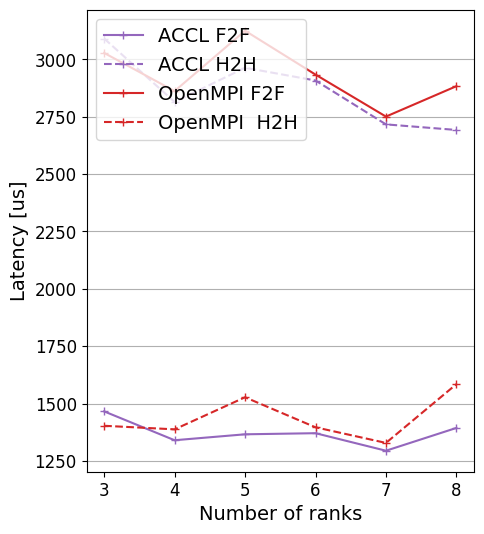 ACCL F2F
ACCL H2H
OpenMPI F2F
OpenMPI  H2H
3000
2750
2500
2250
2000
1750
1500
1250
Latency [us]
3 4 5 6 7 8
Number of ranks